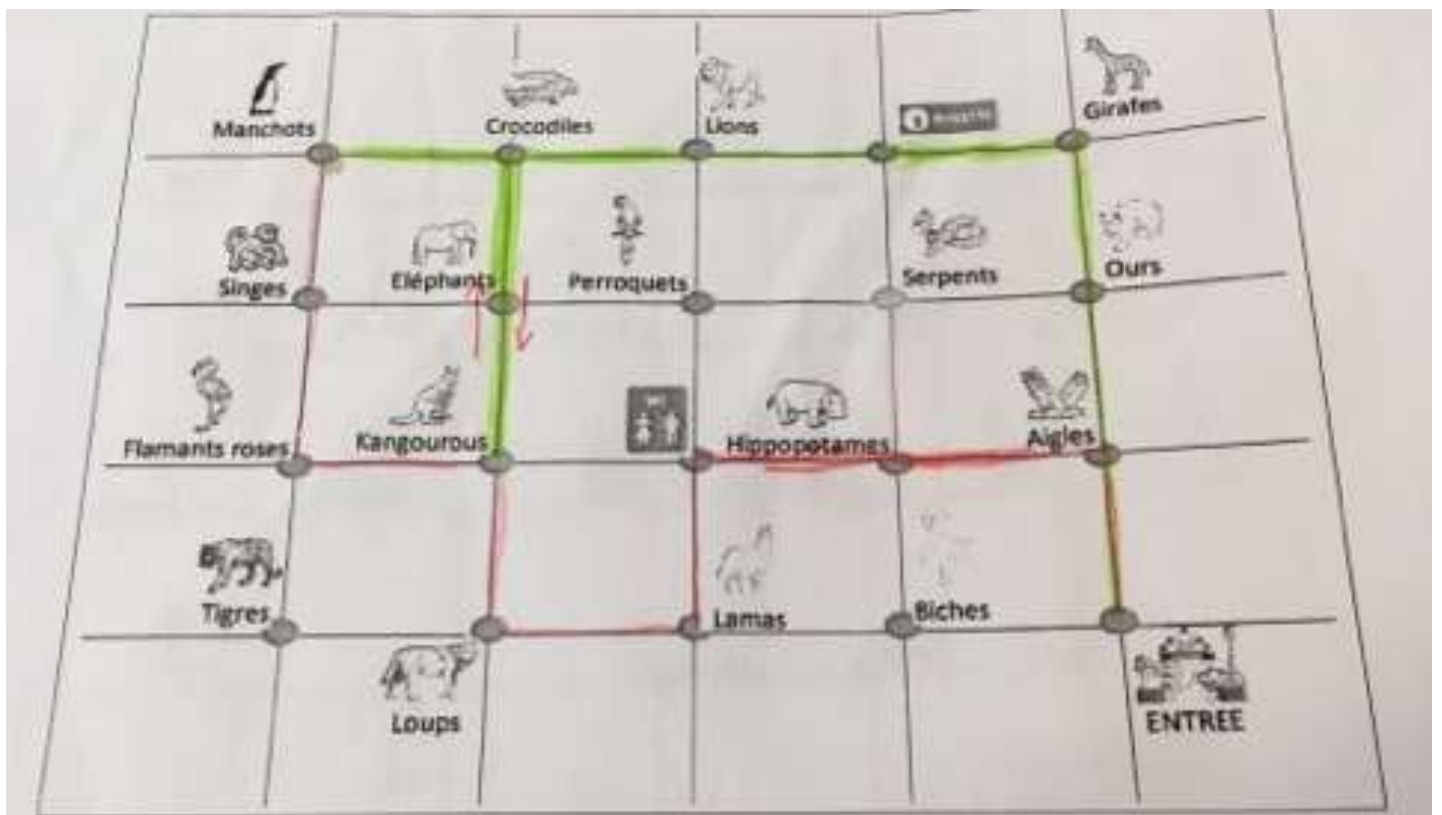 Manchots
Crocodiles
Lions
Girafes
Singes
Eléphants
Perroquets
Serpents
Ours
Flamants roses
Kangourous
Hippopotames
Aigles
Tigres
Lamas
Biches
Loups
ENTREE